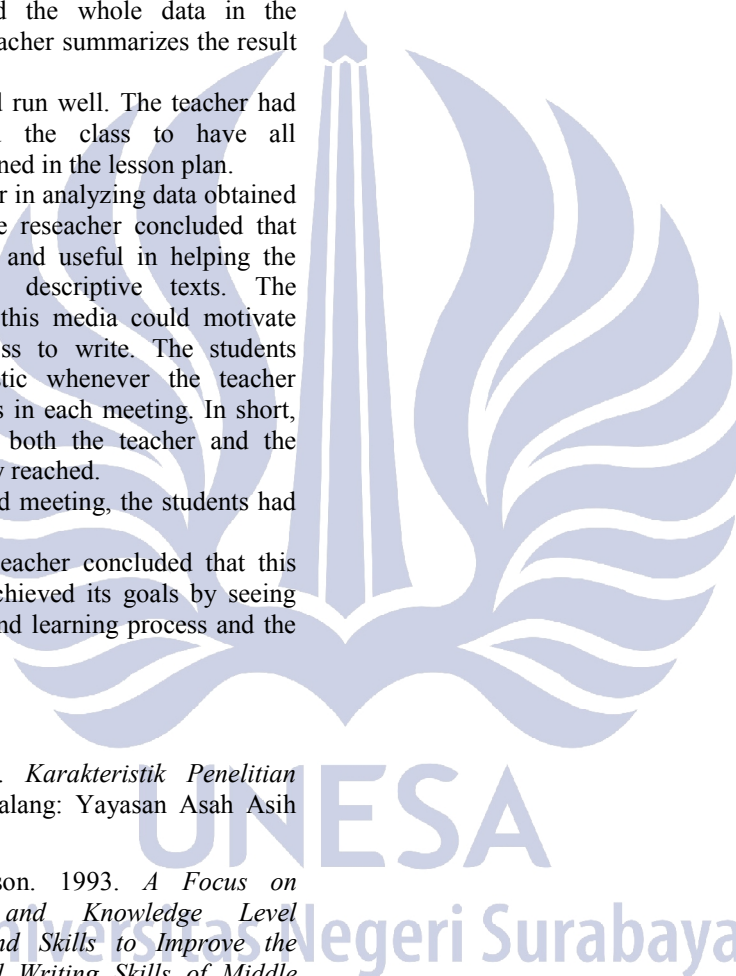 d the whole data in the
eacher summarizes the result
l run well. The teacher had
the class to have all
ned in the lesson plan.
r in analyzing data obtained
e reseacher concluded that
and useful in helping the
descriptive texts. The
this media could motivate
ss to write. The students
stic whenever the teacher
s in each meeting. In short,
both the teacher and the
y reached.
d meeting, the students had
eacher concluded that this
chieved its goals by seeing
nd learning process and the
. Karakteristik Penelitian
alang: Yayasan Asah Asih
UNESA
son. 1993. A Focus on
and Knowledge Level
nd Skills to Improve the
l Writing Skills of Middle
niversitas Negeri Surabaya